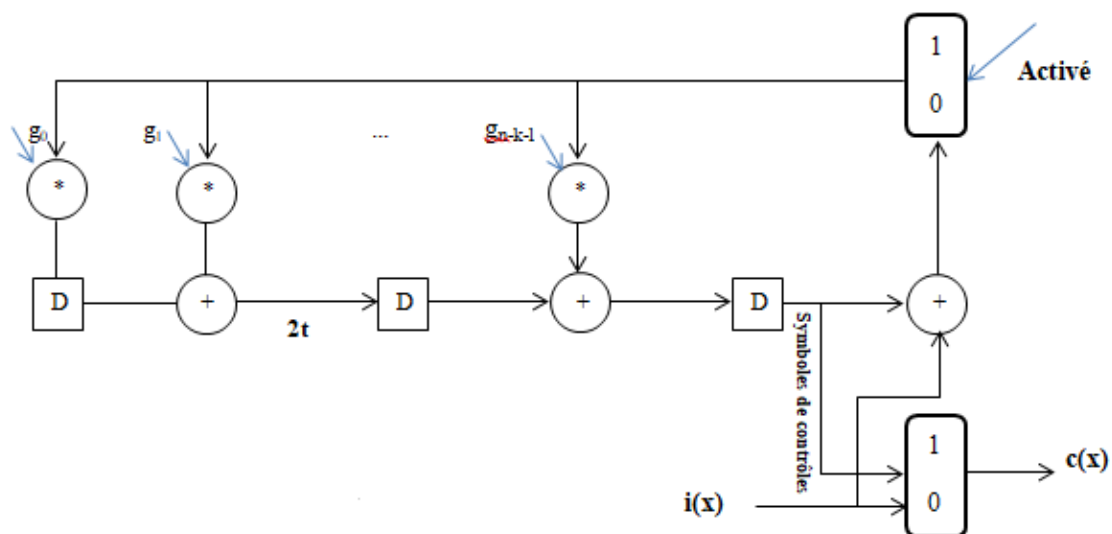 1
0
Activé
g₀
g₁
...
gn-k-1
*
*
*
D
+
D
+
D
+
2t
Symboles de contrôles
1
0
i(x)
c(x)